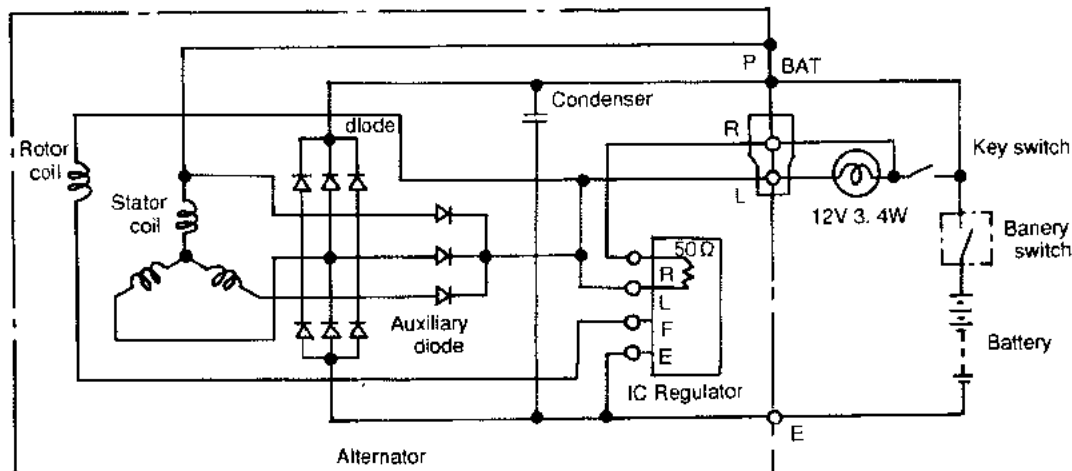 P
BAT
Condenser
diode
R
Key switch
Rotor
coil
L
12V 3. 4W
Stator
coil
Banery
switch
50Ω
R
L
F
E
Auxiliary
diode
Battery
IC Regulator
E
Alternator